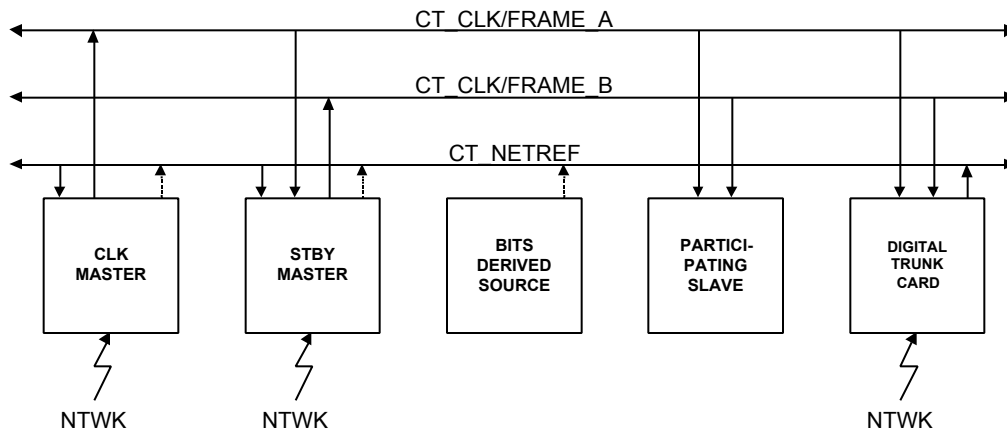 CT_CLK/FRAME_A
CT_CLK/FRAME_B
CT_NETREF
CLK
MASTER
STBY
MASTER
BITS
DERIVED
SOURCE
PARTICI-
PATING
SLAVE
DIGITAL
TRUNK
CARD
NTWK
NTWK
NTWK